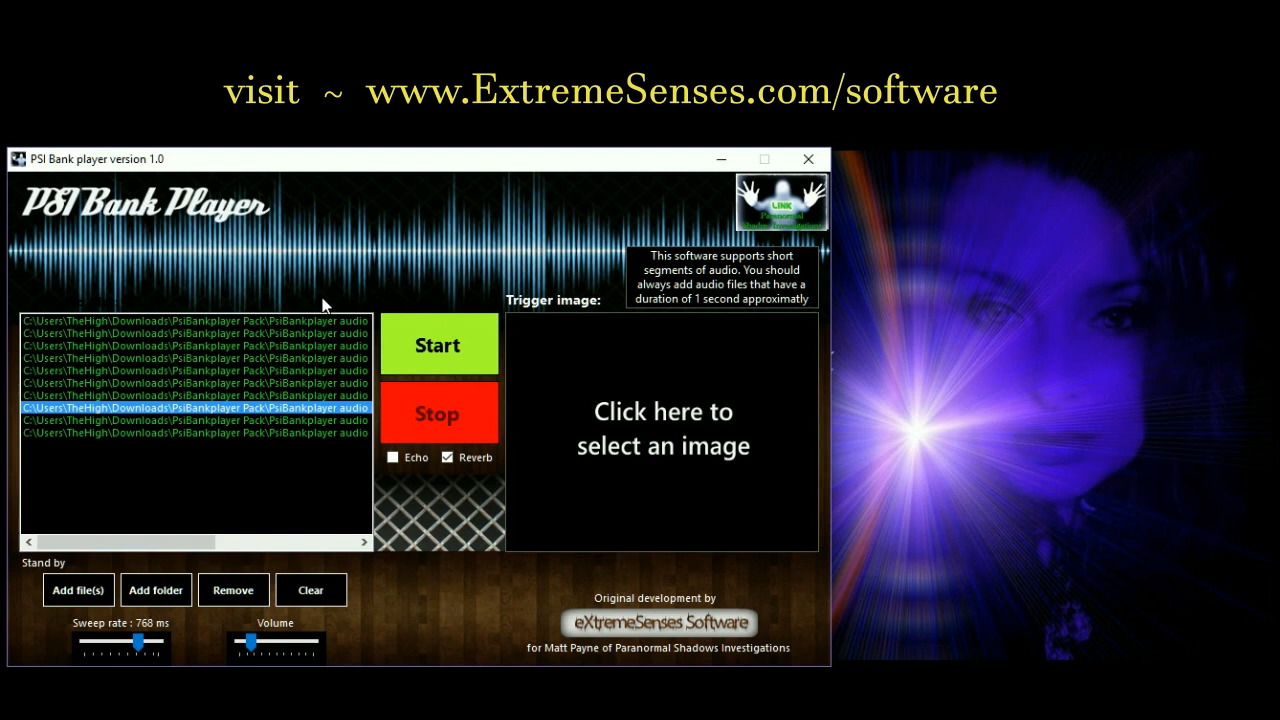 visit ~ www.ExtremeSenses.com/software
PSI Bank player version 1.0
PSI Bank Player
LINK
Paranormal
This software supports short
segments of audio. You should
always add audio files that have a
duration of 1 second approximatly
Trigger image:
C:\Users\TheHigh\Downloads\PsiBankplayer Pack\PsiBankplayer audio
C:\Users\TheHigh\Downloads\PsiBankplayer Pack\PsiBankplayer audio
C:\Users\TheHigh\Downloads\PsiBankplayer Pack\PsiBankplayer audio
C:\Users\TheHigh\Downloads\PsiBankplayer Pack\PsiBankplayer audio
C:\Users\TheHigh\Downloads\PsiBankplayer Pack\PsiBankplayer audio
C:\Users\TheHigh\Downloads\PsiBankplayer Pack\PsiBankplayer audio
C:\Users\TheHigh\Downloads\PsiBankplayer Pack\PsiBankplayer audio
C:\Users\TheHigh\Downloads\PsiBankplayer Pack\PsiBankplayer audio
C:\Users\TheHigh\Downloads\PsiBankplayer Pack\PsiBankplayer audio
C:\Users\TheHigh\Downloads\PsiBankplayer Pack\PsiBankplayer audio
Start
Stop
Echo Reverb
Click here to
select an image
Stand by
Add file(s) Add folder Remove Clear
Sweep rate : 768 ms Volume
Original development by
eXtremeSenses Software
for Matt Payne of Paranormal Shadows Investigations